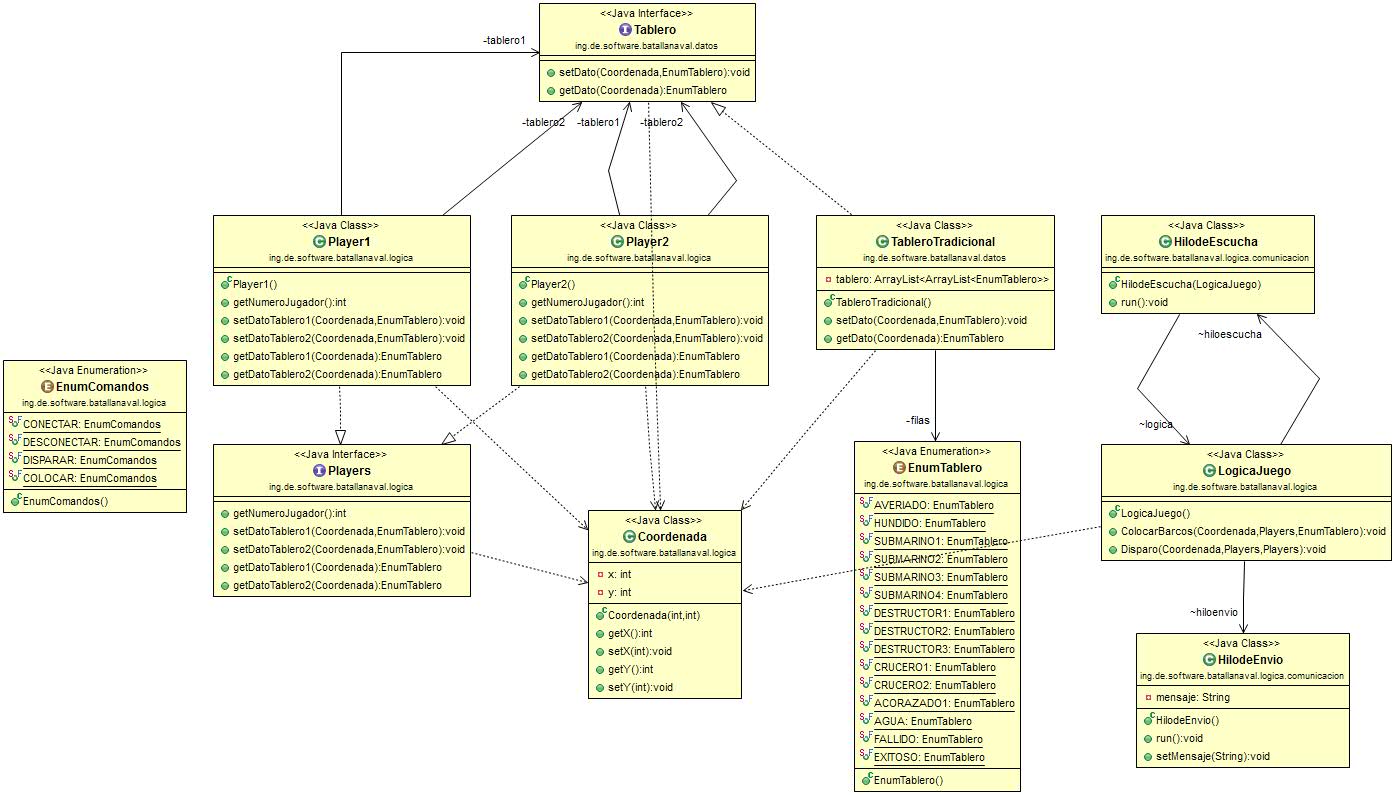 <<Java Interface>>
Tablero
ing.de.software.batallanaval.datos
setDato(Coordenada,EnumTablero):void
getDato(Coordenada):EnumTablero
-tablero1
-tablero2
-tablero1
-tablero2
<<Java Class>>
Player1
ing.de.software.batallanaval.logica
Player1()
getNumeroJugador():int
setDatoTablero1(Coordenada,EnumTablero):void
setDatoTablero2(Coordenada,EnumTablero):void
getDatoTablero1(Coordenada):EnumTablero
getDatoTablero2(Coordenada):EnumTablero
<<Java Class>>
Player2
ing.de.software.batallanaval.logica
Player2()
getNumeroJugador():int
setDatoTablero1(Coordenada,EnumTablero):void
setDatoTablero2(Coordenada,EnumTablero):void
getDatoTablero1(Coordenada):EnumTablero
getDatoTablero2(Coordenada):EnumTablero
<<Java Class>>
TableroTradicional
ing.de.software.batallanaval.datos
tablero: ArrayList<ArrayList<EnumTablero>>
TableroTradicional()
setDato(Coordenada,EnumTablero):void
getDato(Coordenada):EnumTablero
<<Java Class>>
HilodeEscucha
ing.de.software.batallanaval.logica.comunicacion
HilodeEscucha(LogicaJuego)
run():void
~hiloescucha
~logica
-filas
<<Java Enumeration>>
EnumComandos
ing.de.software.batallanaval.logica
CONECTAR: EnumComandos
DESCONECTAR: EnumComandos
DISPARAR: EnumComandos
COLOCAR: EnumComandos
EnumComandos()
<<Java Interface>>
Players
ing.de.software.batallanaval.logica
getNumeroJugador():int
setDatoTablero1(Coordenada,EnumTablero):void
setDatoTablero2(Coordenada,EnumTablero):void
getDatoTablero1(Coordenada):EnumTablero
getDatoTablero2(Coordenada):EnumTablero
<<Java Class>>
Coordenada
ing.de.software.batallanaval.logica
x: int
y: int
Coordenada(int,int)
getX():int
setX(int):void
getY():int
setY(int):void
<<Java Enumeration>>
EnumTablero
ing.de.software.batallanaval.logica
AVERIADO: EnumTablero
HUNDIDO: EnumTablero
SUBMARINO1: EnumTablero
SUBMARINO2: EnumTablero
SUBMARINO3: EnumTablero
SUBMARINO4: EnumTablero
DESTRUCTOR1: EnumTablero
DESTRUCTOR2: EnumTablero
DESTRUCTOR3: EnumTablero
CRUCERO1: EnumTablero
CRUCERO2: EnumTablero
ACORAZADO1: EnumTablero
AGUA: EnumTablero
FALLIDO: EnumTablero
EXITOSO: EnumTablero
EnumTablero()
<<Java Class>>
LogicaJuego
ing.de.software.batallanaval.logica
LogicaJuego()
ColocarBarcos(Coordenada,Players,EnumTablero):void
Disparo(Coordenada,Players,Players):void
~hiloenvio
<<Java Class>>
HilodeEnvio
ing.de.software.batallanaval.logica.comunicacion
mensaje: String
HilodeEnvio()
run():void
setMensaje(String):void